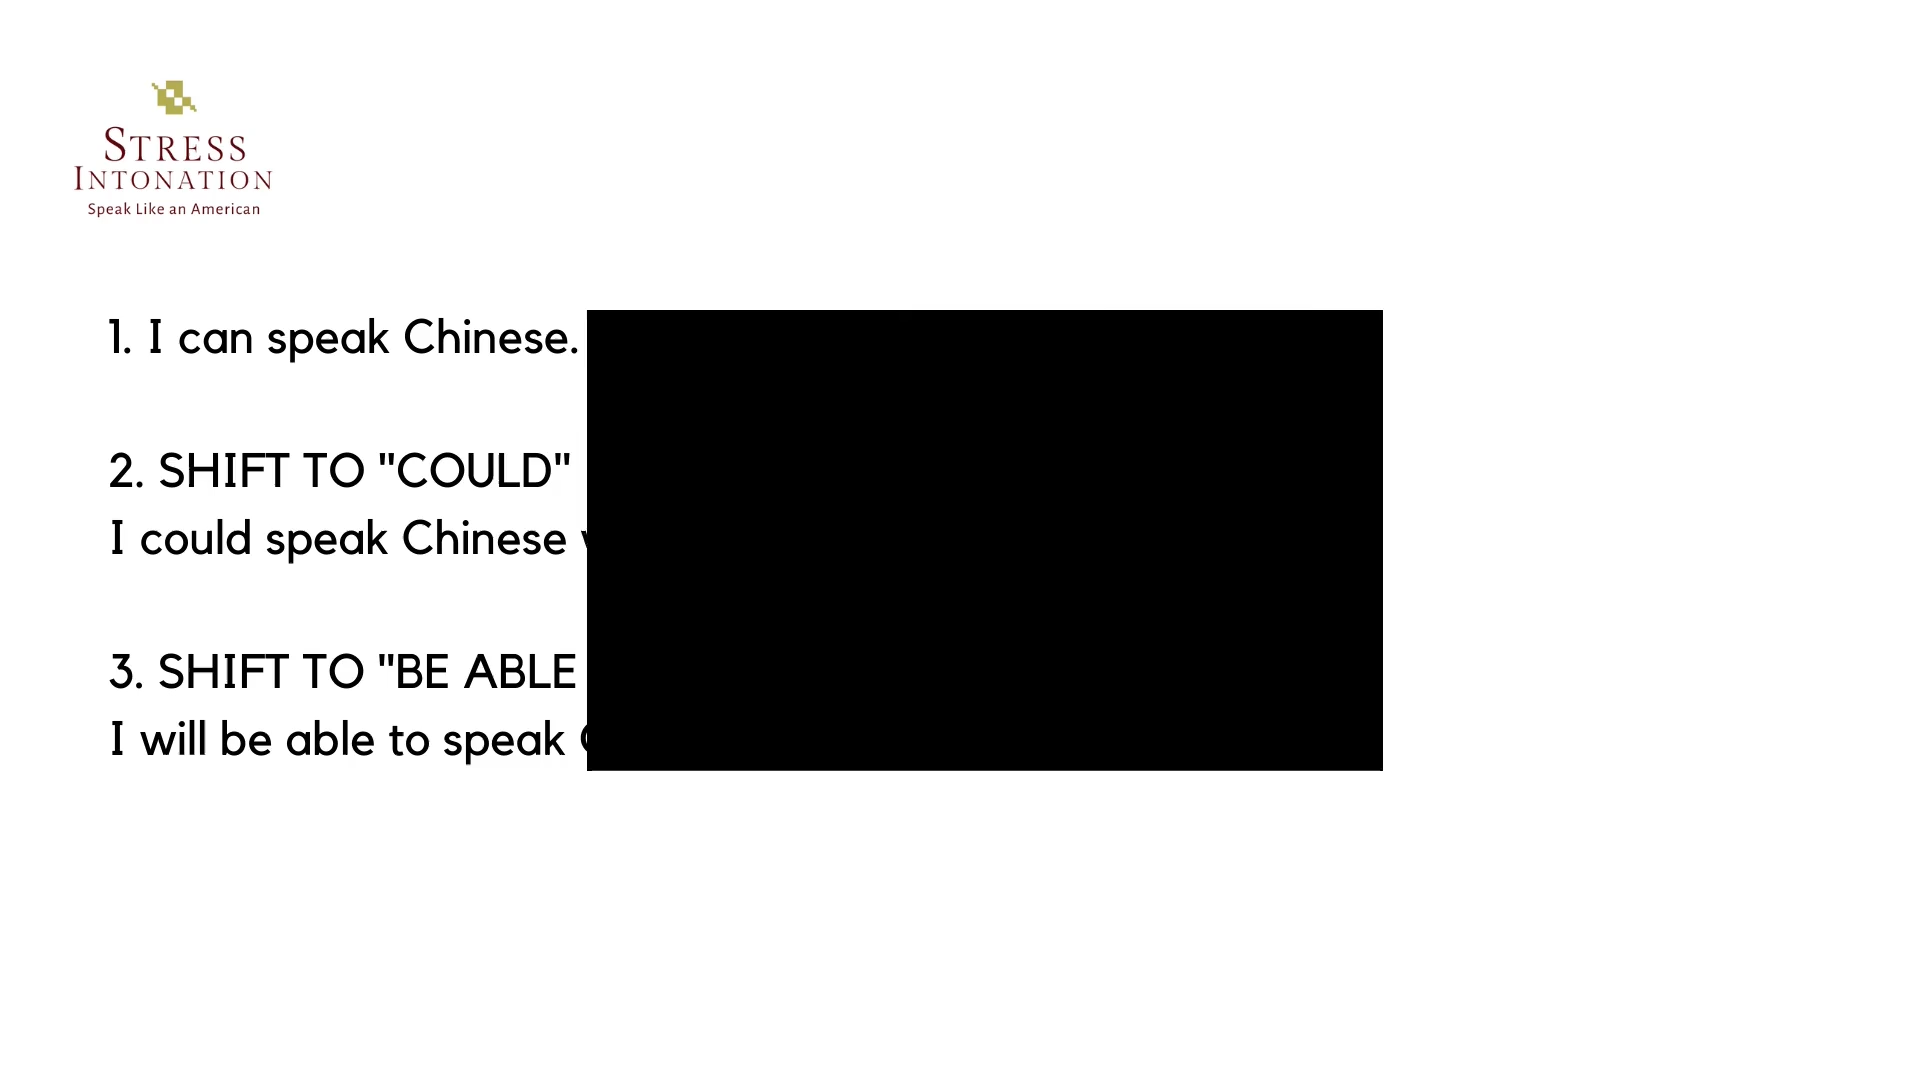 STRESS
INTONATION
Speak Like an American
1. I can speak Chinese.
2. SHIFT TO "COULD"
I could speak Chinese
3. SHIFT TO "BE ABLE
I will be able to speak